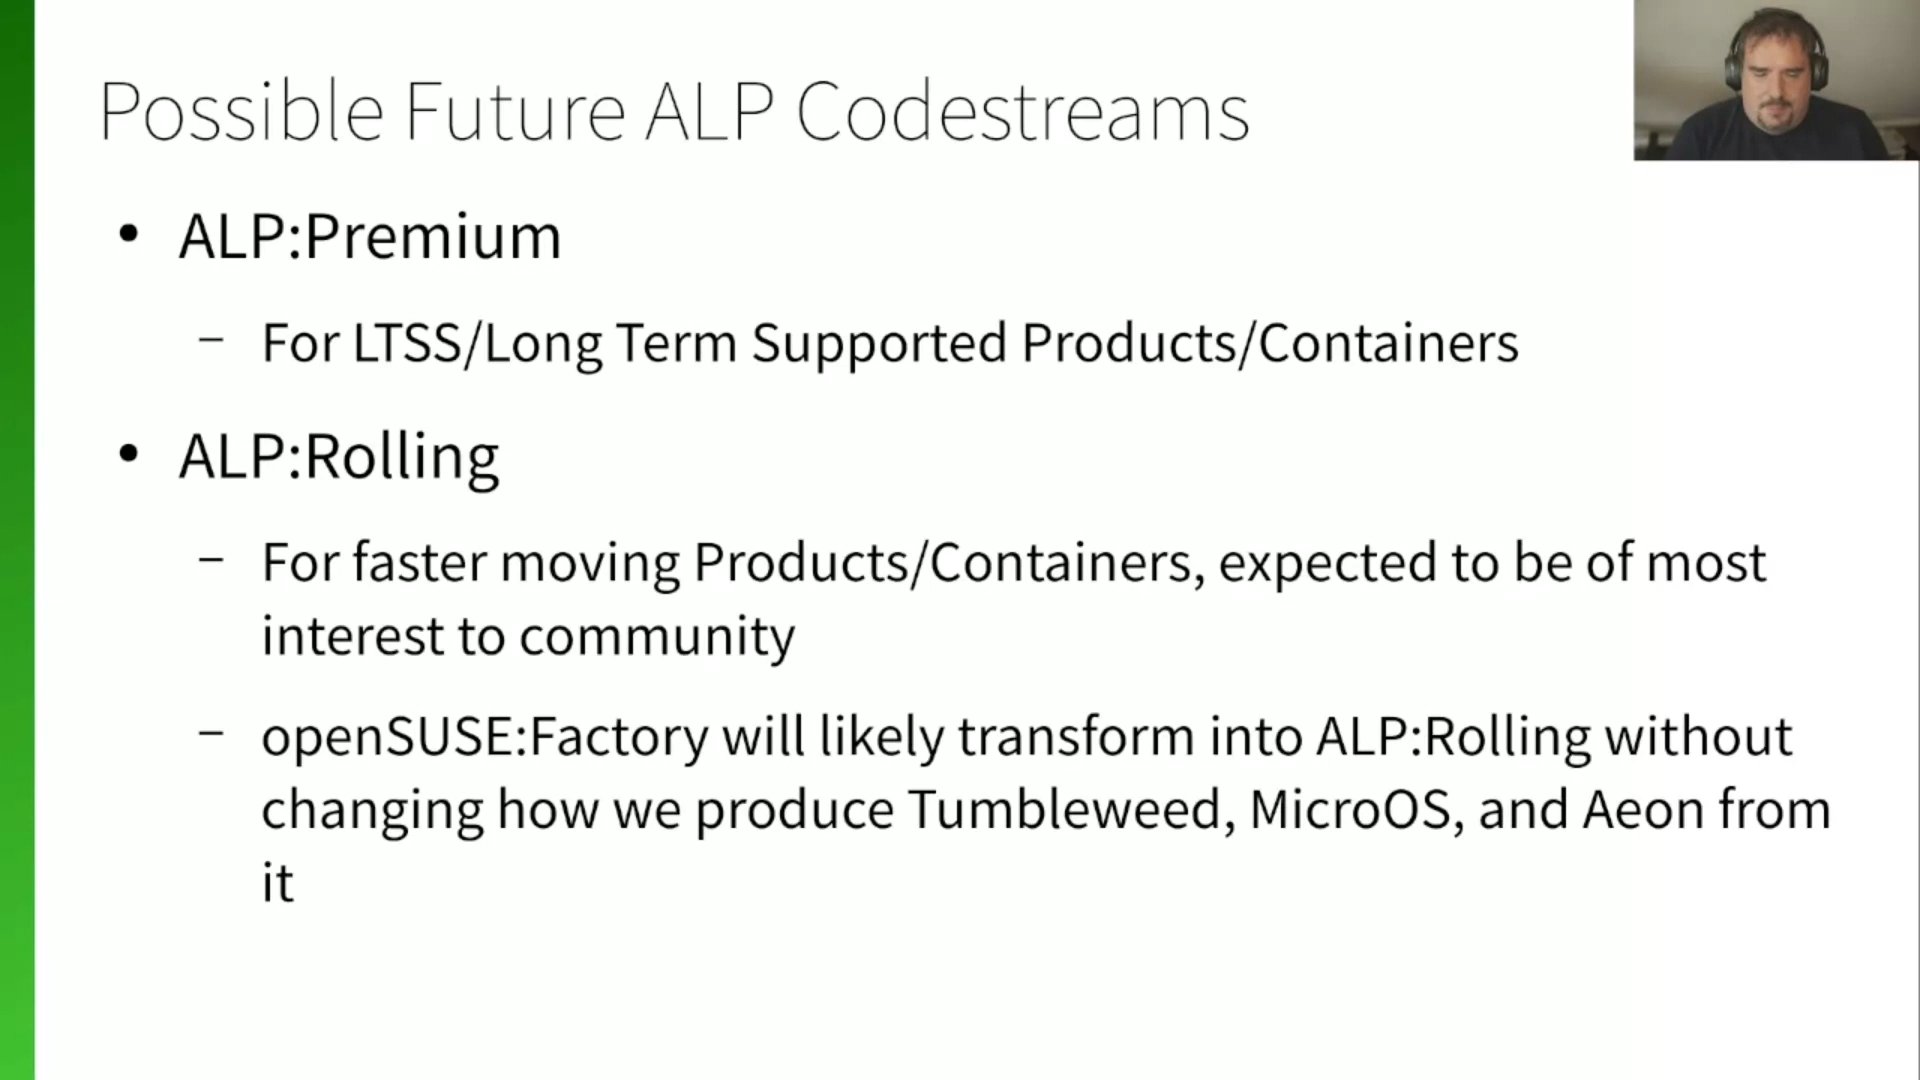 Possible Future ALP Codestreams
• ALP:Premium
– For LTSS/Long Term Supported Products/Containers
• ALP:Rolling
– For faster moving Products/Containers, expected to be of most
interest to community
– openSUSE:Factory will likely transform into ALP:Rolling without
changing how we produce Tumbleweed, MicroOS, and Aeon from
it